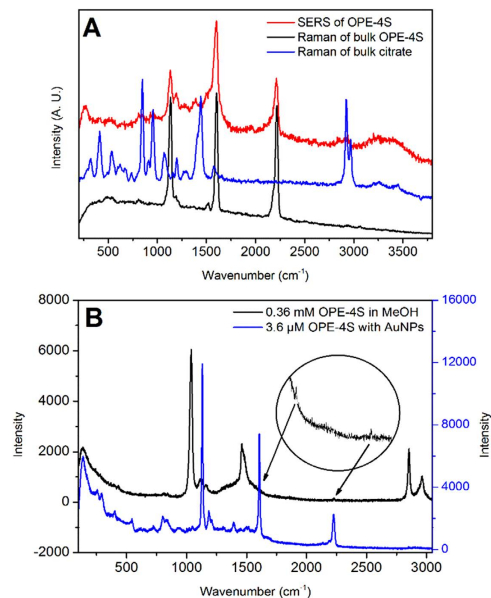 A
SERS of OPE-4S
Raman of bulk OPE-4S
Raman of bulk citrate
Intensity (A. U.)
500 1000 1500 2000 2500 3000 3500
Wavenumber (cm-1)
B
0.36 mM OPE-4S in MeOH
3.6 µM OPE-4S with AuNPs
8000
6000
4000
2000
0
-2000
Intensity
16000
12000
8000
4000
0
Intensity
500 1000 1500 2000 2500 3000
Wavenumber (cm-1)